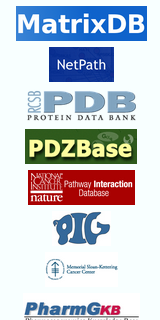 MatrixDB
NetPath
RCSB PDB
PROTEIN DATA BANK
PDZBase
NATIONAL CANCER INSTITUTE
nature
Pathway Interaction Database
PIG
Memorial Sloan-Kettering
Cancer Center
PharmGKB